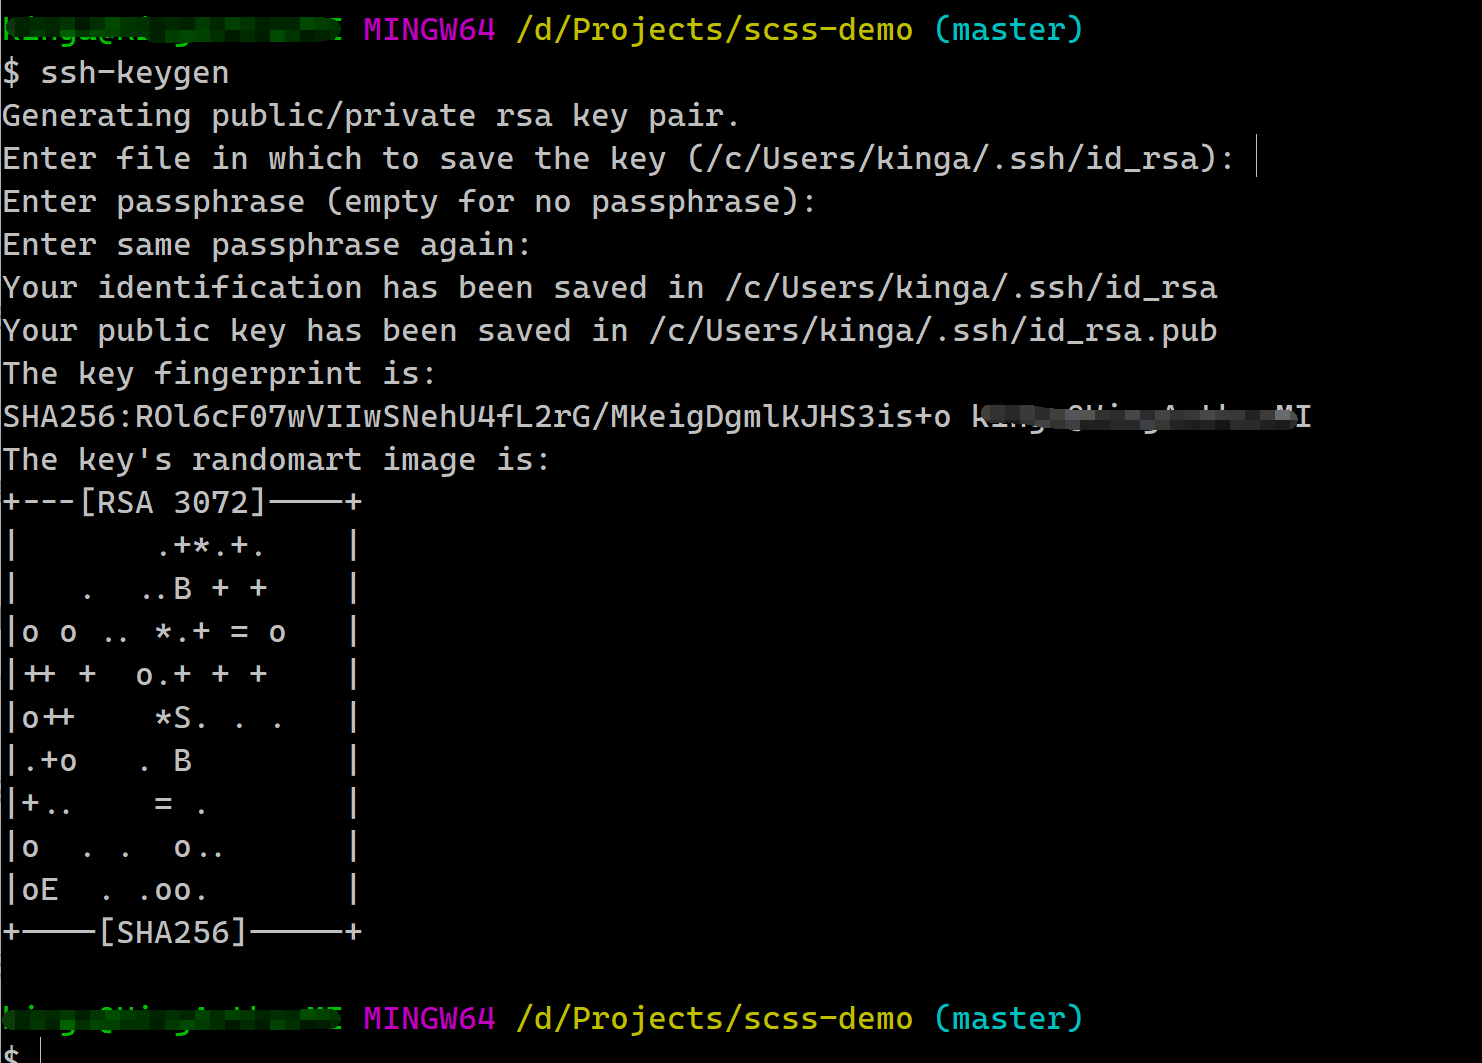 MINGW64 /d/Projects/scss-demo (master)
$ ssh-keygen
Generating public/private rsa key pair.
Enter file in which to save the key (/c/Users/kinga/.ssh/id_rsa):
Enter passphrase (empty for no passphrase):
Enter same passphrase again:
Your identification has been saved in /c/Users/kinga/.ssh/id_rsa
Your public key has been saved in /c/Users/kinga/.ssh/id_rsa.pub
The key fingerprint is:
SHA256:ROl6cF07wVIIwSNehU4fL2rG/MKeigDgmlKJHS3is+o
The key's randomart image is:
+---[RSA 3072]----+
|       .+*.+.    |
|   .  ..B + +    |
|o o .. *.+ = o   |
|++ +  o.+ + +    |
|o++    *S. . .   |
|.+o   . B        |
|+..    = .       |
|o  . .  o..      |
|oE  . .oo.       |
+----[SHA256]-----+
MINGW64 /d/Projects/scss-demo (master)
$